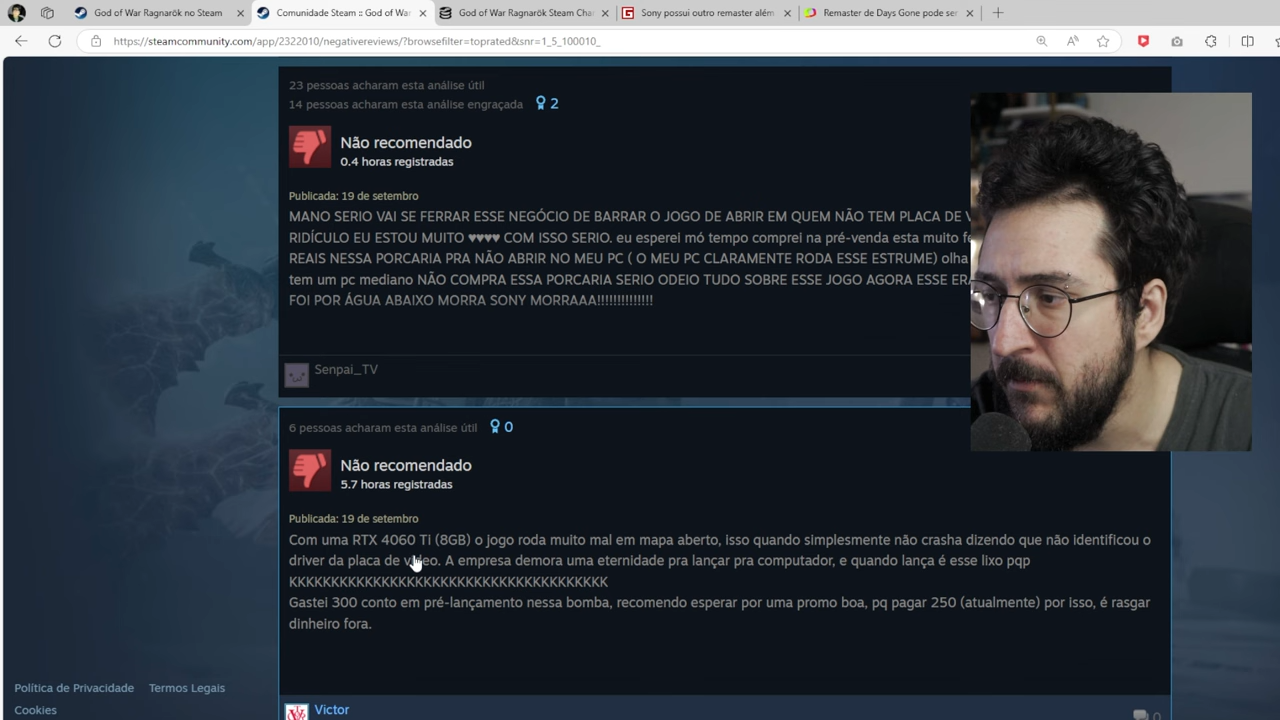 God of War Ragnarök no Steam
Comunidade Steam :: God of War
God of War Ragnarök Steam Cha
Sony possui outro remaster além
Remaster de Days Gone pode ser
https://steamcommunity.com/app/2322010/negativereviews/?browsefilter=toprated&snr=1_5_100010_
23 pessoas acharam esta análise útil
14 pessoas acharam esta análise engraçada 2
Não recomendado
0.4 horas registradas
Publicada: 19 de setembro
MANO SERIO VAI SE FERRAR ESSE NEGÓCIO DE BARRAR O JOGO DE ABRIR EM QUEM NÃO TEM PLACA DE
RIDÍCULO EU ESTOU MUITO ♥♥♥♥ COM ISSO SERIO. eu esperei mó tempo comprei na pré-venda esta muito
REAIS NESSA PORCARIA PRA NÃO ABRIR NO MEU PC ( O MEU PC CLARAMENTE RODA ESSE ESTRUME) olha
tem um pc mediano NÃO COMPRA ESSA PORCARIA SERIO ODEIO TUDO SOBRE ESSE JOGO AGORA ESSE
FOI POR ÁGUA ABAIXO MORRA SONY MORRAAA!!!!!!!!!!!!!!
Senpai_TV
6 pessoas acharam esta análise útil 0
Não recomendado
5.7 horas registradas
Publicada: 19 de setembro
Com uma RTX 4060 Ti (8GB) o jogo roda muito mal em mapa aberto, isso quando simplesmente não crasha dizendo que não identificou o
driver da placa de vídeo. A empresa demora uma eternidade pra lançar pra computador, e quando lança é esse lixo pqp
KKKKKKKKKKKKKKKKKKKKKKKKKKKKKKKKKKKKKK
Gastei 300 conto em pré-lançamento nessa bomba, recomendo esperar por uma promo boa, pq pagar 250 (atualmente) por isso, é rasgar
dinheiro fora.
Victor
0
Política de Privacidade Termos Legais
Cookies